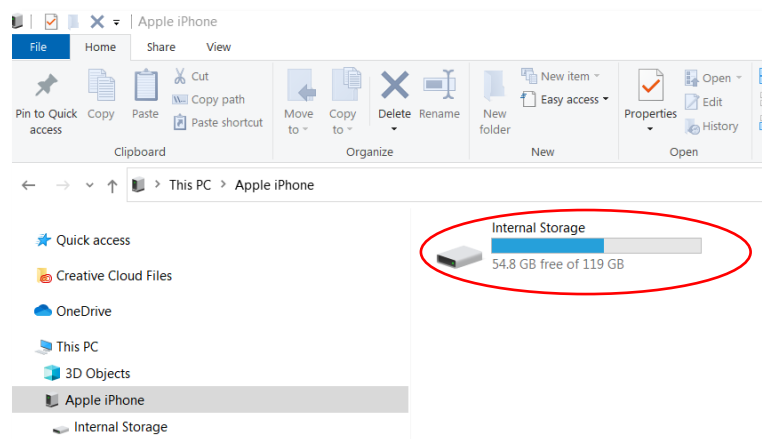 Apple iPhone
File Home Share View
Pin to Quick access
Copy
Paste
Cut
Copy path
Paste shortcut
Move to
Copy to
Delete
Rename
New folder
New item
Easy access
Properties
Open
Edit
History
Clipboard Organize New Open
This PC > Apple iPhone
Quick access
Creative Cloud Files
OneDrive
This PC
3D Objects
Apple iPhone
Internal Storage
Internal Storage
54.8 GB free of 119 GB